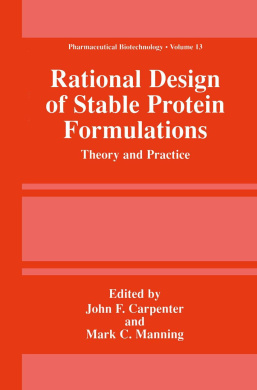 Pharmaceutical Biotechnology • Volume 13
Rational Design
of Stable Protein
Formulations
Theory and Practice
Edited by
John F. Carpenter
and
Mark C. Manning